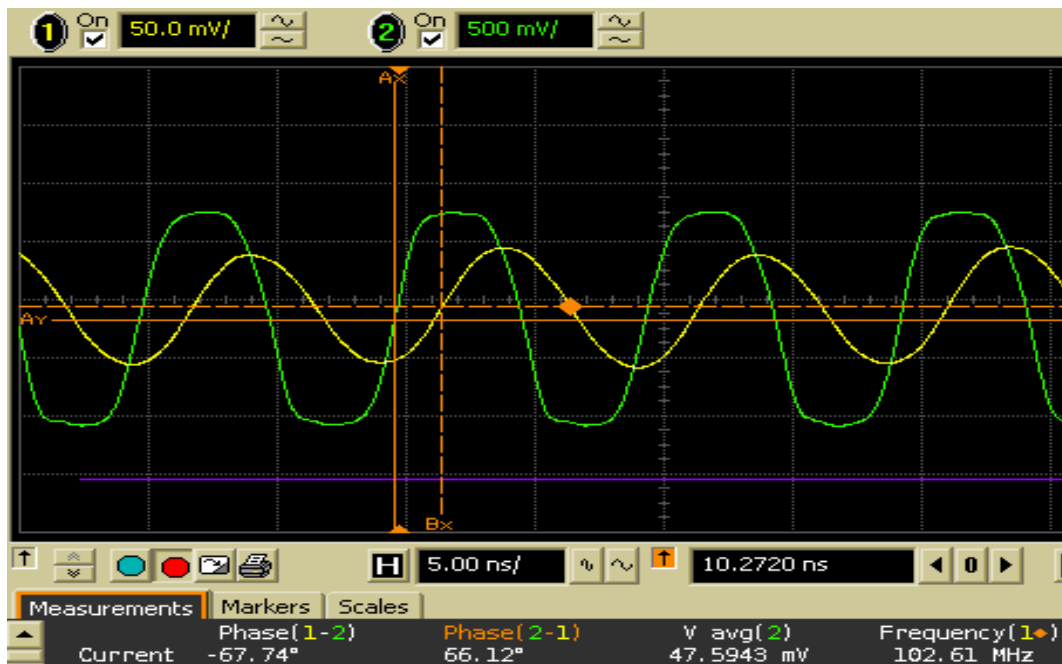 1 On 50.0 mV/ 2 On 500 mV/
Ax
Ay
Bx
H 5.00 ns/ 10.2720 ns 0
Measurements Markers Scales
Phase(1-2) Phase(2-1) V avg(2) Frequency(1)
Current -67.74° 66.12° 47.5943 mV 102.61 MHz